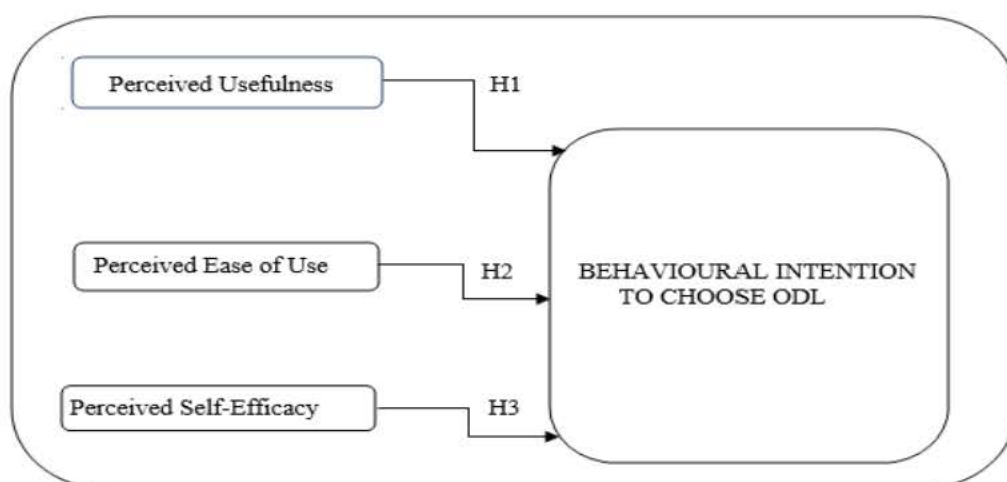 Perceived Usefulness
H1
Perceived Ease of Use
H2
BEHAVIOURAL INTENTION
TO CHOOSE ODL
Perceived Self-Efficacy
H3